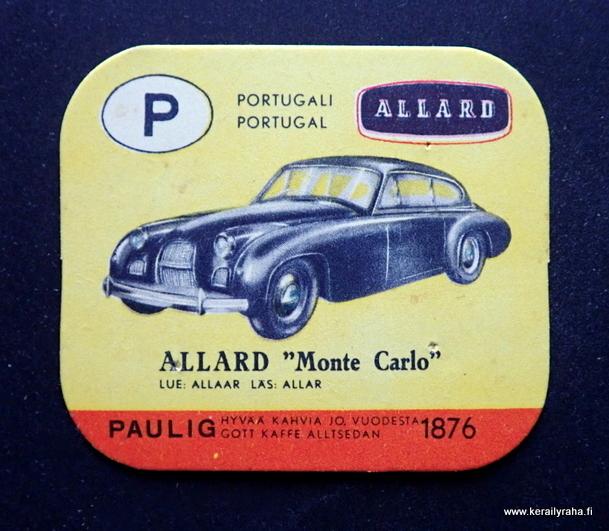 P
PORTUGALI
PORTUGAL
ALLARD
ALLARD "Monte Carlo"
LUE: ALLAAR LÄS: ALLAR
PAULIG HYVÄÄ KAHVIA JO, VUODESTA 1876
GOTT KAFFE ALLTSEDAN
www.kerailyraha.fi